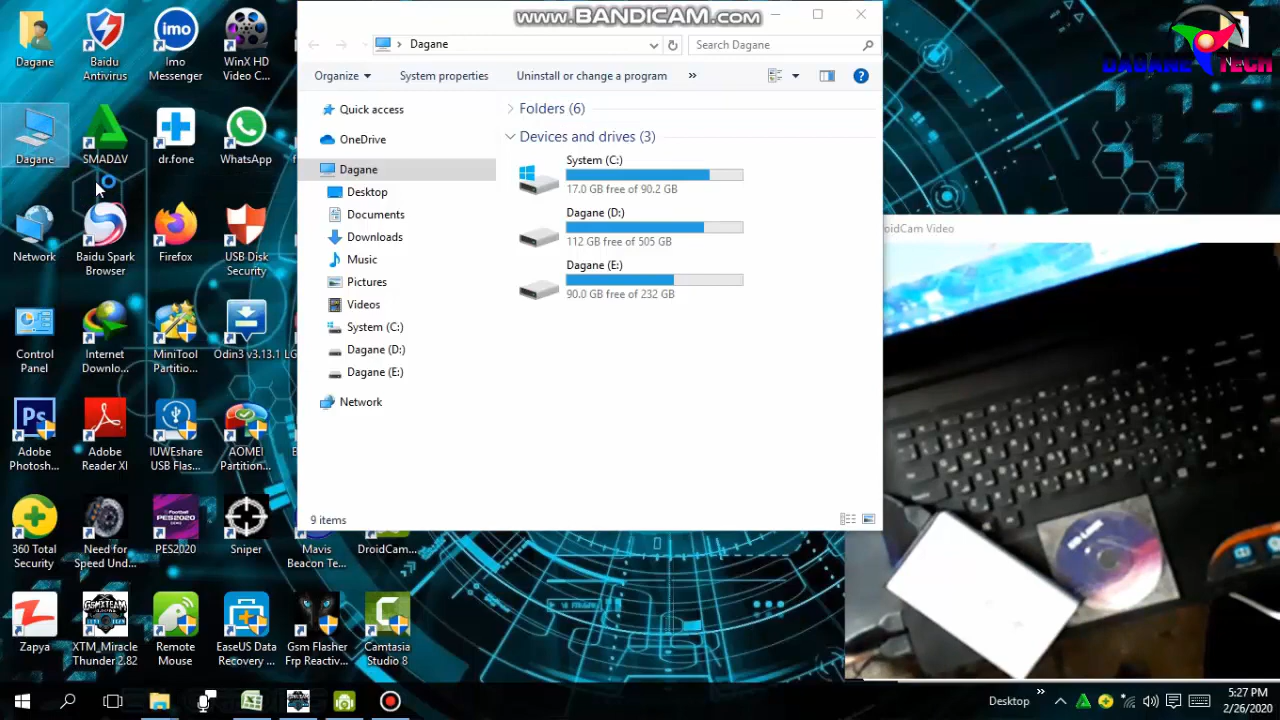 www.BANDICAM.com
Dagane
Search Dagane
Organize
System properties
Uninstall or change a program
»
Quick access
OneDrive
Dagane
Desktop
Documents
Downloads
Music
Pictures
Videos
System (C:)
Dagane (D:)
Dagane (E:)
Network
Folders (6)
Devices and drives (3)
System (C:)
17.0 GB free of 90.2 GB
Dagane (D:)
112 GB free of 505 GB
Dagane (E:)
90.0 GB free of 232 GB
9 items
Dagane
Baidu Antivirus
Imo Messenger
WinX HD Video C...
Dagane
SMADΔV
dr.fone
WhatsApp
Network
Baidu Spark Browser
Firefox
USB Disk Security
Control Panel
Internet Downlo...
MiniTool Partitio...
Odin3 v3.13.1
Adobe Photosh...
Adobe Reader XI
IUWEshare USB Flas...
AOMEI Partition...
360 Total Security
Need for Speed Und...
PES2020
Sniper
Mavis Beacon Te...
DroidCam...
Zapya
XTM_Miracle Thunder 2.82
Remote Mouse
EaseUS Data Recovery ...
Gsm Flasher Frp Reactiv...
Camtasia Studio 8
DAGANE TECH
oidCam Video
Desktop
»
5:27 PM
2/26/2020